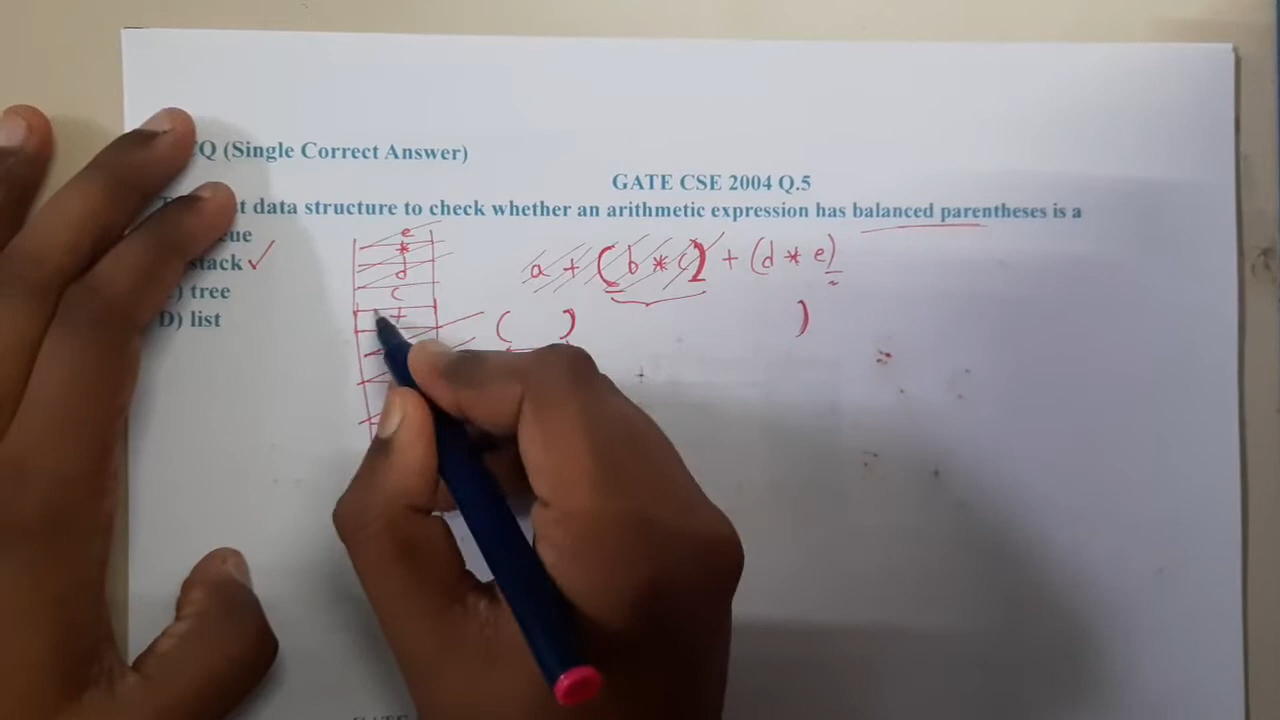 Q (Single Correct Answer)
GATE CSE 2004 Q.5
data structure to check whether an arithmetic expression has balanced parentheses is a
stack ✓
) tree
D) list
e
*
d
c
+
a + (b * c) + (d * e)
( ) )